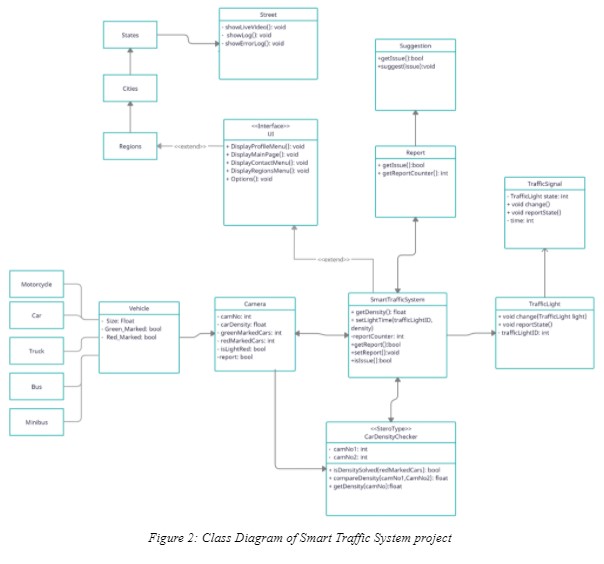 Street
- showLiveVideo(): void
- showLog(): void
- showErrorLog(): void
States
Cities
Regions
<<extend>>
<<Interface>>
UI
+ DisplayProfileMenu(): void
+ DisplayMainPage(): void
+ DisplayContactMenu(): void
+ DisplayRegionsMenu(): void
+ Options(): void
Suggestion
+getIssue():bool
+suggest(issue):void
Report
+ getIssue():bool
+ getReportCounter(): int
TrafficSignal
- TrafficLight state: int
+ void change()
+ void reportState()
- time: int
<<extend>>
Motorcycle
Car
Truck
Bus
Minibus
Vehicle
- Size: Float
- Green_Marked: bool
- Red_Marked: bool
Camera
- camNo: int
- carDensity: float
- greenMarkedCars: int
- redMarkedCars: int
- isLightRed: bool
-report: bool
SmartTrafficSystem
+ getDensity(): float
+ setLightTime(trafficLightID,
density)
-reportCounter: int
+getReport():bool
+setReport():void
+isIssue():bool
TrafficLight
+ void change(TrafficLight light)
+ void reportState()
- trafficLightID: int
<<SteroType>>
CarDensityChecker
- camNo1: int
- camNo2: int
+ isDensitySolved(redMarkedCars): bool
+ compareDensity(camNo1,CamNo2): float
+ getDensity(camNo):float
Figure 2: Class Diagram of Smart Traffic System project